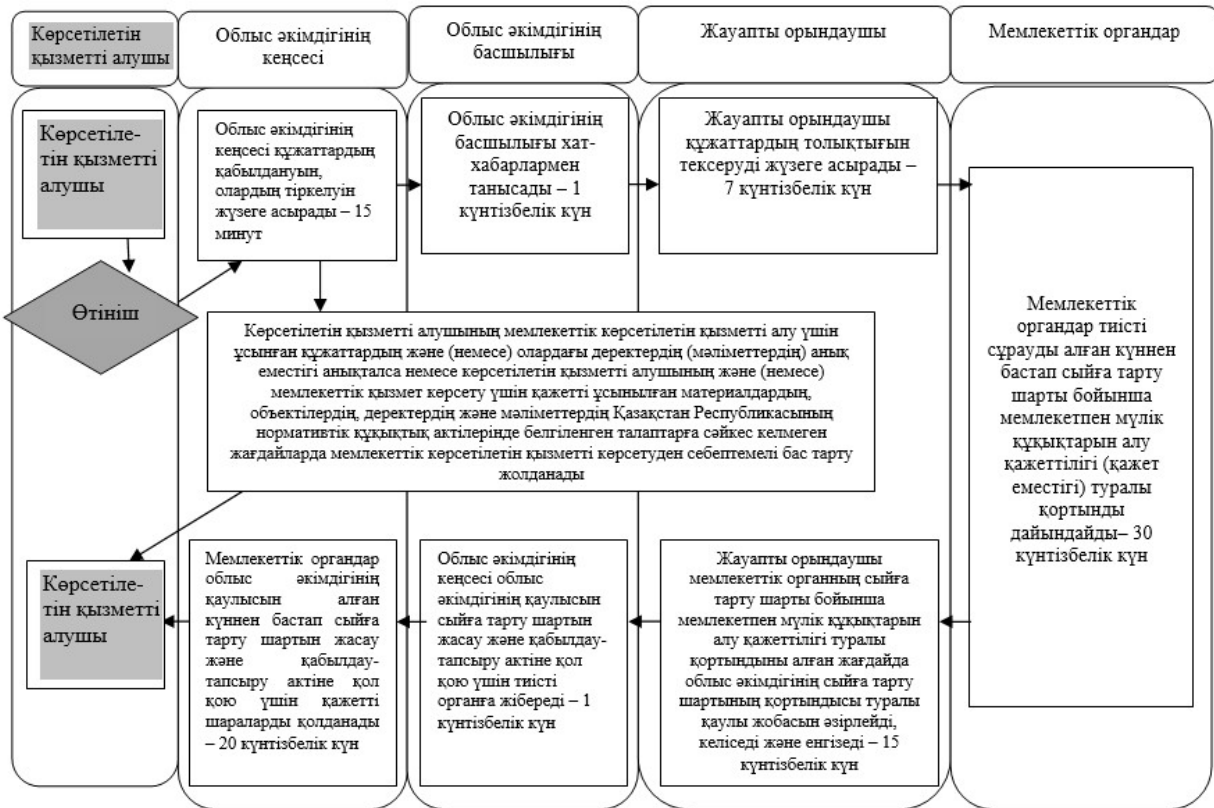 Көрсетілетін
қызметті алушы
Облыс әкімдігінің
кеңсесі
Облыс әкімдігінің
басшылығы
Жауапты орындаушы
Мемлекеттік органдар
Көрсетіле-
тін қызметті
алушы
Өтініш
Облыс әкімдігінің
кеңсесі құжаттардың
қабылдануын,
олардың тіркелуін
жүзеге асырады – 15
минут
Облыс әкімдігінің
басшылығы хат-
хабарлармен
танысады – 1
күнтізбелік күн
Жауапты орындаушы
құжаттардың толықтығын
тексеруді жүзеге асырады –
7 күнтізбелік күн
Мемлекеттік
органдар тиісті
сұрауды алған күннен
бастап сыйға тарту
шарты бойынша
мемлекетпен мүлік
құқықтарын алу
қажеттілігі (қажет
еместігі) туралы
қортынды
дайындайды– 30
күнтізбелік күн
Көрсетілетін қызметті алушының мемлекеттік көрсетілетін қызметті алу үшін
ұсынған құжаттардың және (немесе) олардағы деректердің (мәліметтердің) анық
еместігі анықталса немесе көрсетілетін қызметті алушының және (немесе)
мемлекеттік қызмет көрсету үшін қажетті ұсынылған материалдардың,
объектілердің, деректердің және мәліметтердің Қазақстан Республикасының
нормативтік құқықтық актілерінде белгіленген талаптарға сәйкес келмеген
жағдайларда мемлекеттік көрсетілетін қызметті көрсетуден себептемелі бас тарту
жолданады
Көрсетіле-
тін қызметті
алушы
Мемлекеттік органдар
облыс әкімдігінің
қаулысын алған
күннен бастап сыйға
тарту шартын жасау
және қабылдау-
тапсыру актіне қол
қою үшін қажетті
шараларды қолданады
– 20 күнтізбелік күн
Облыс әкімдігінің
кеңсесі облыс
әкімдігінің қаулысын
сыйға тарту шартын
жасау және қабылдау-
тапсыру актіне қол
қою үшін тиісті
органға жібереді – 1
күнтізбелік күн
Жауапты орындаушы
мемлекеттік органның сыйға
тарту шарты бойынша
мемлекетпен мүлік құқықтарын
алу қажеттілігі туралы
қортындыны алған жағдайда
облыс әкімдігінің сыйға тарту
шартының қортындысы туралы
қаулы жобасын әзірлейді,
келіседі және енгізеді – 15
күнтізбелік күн